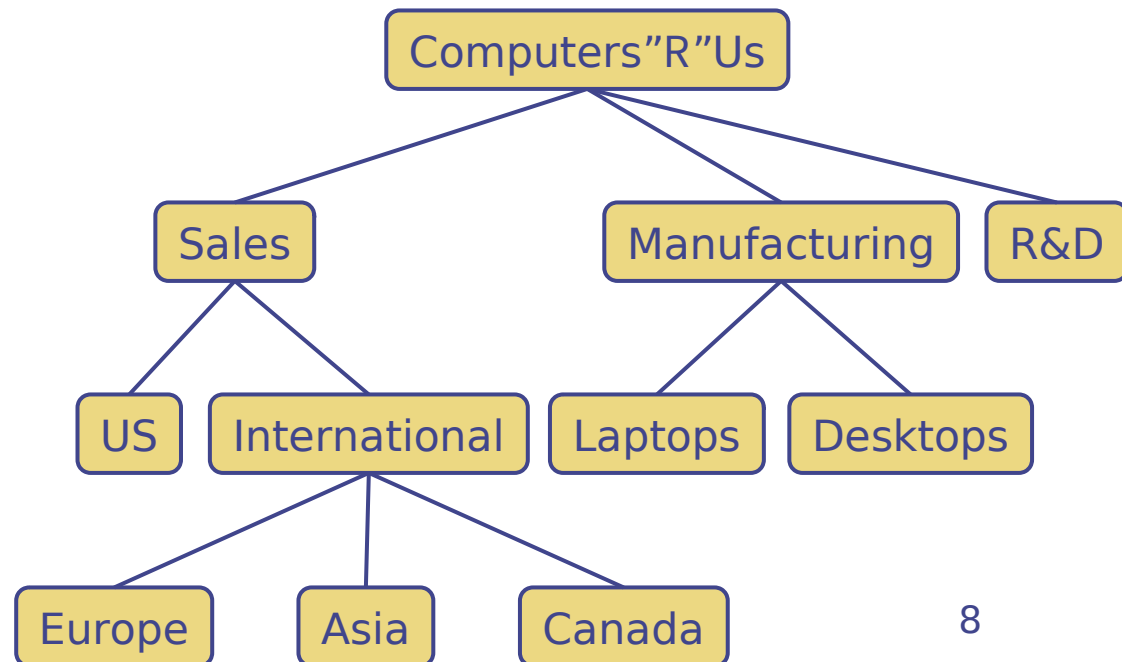 Computers”R”Us
Sales
Manufacturing
R&D
US
International
Laptops
Desktops
Europe
Asia
Canada
8